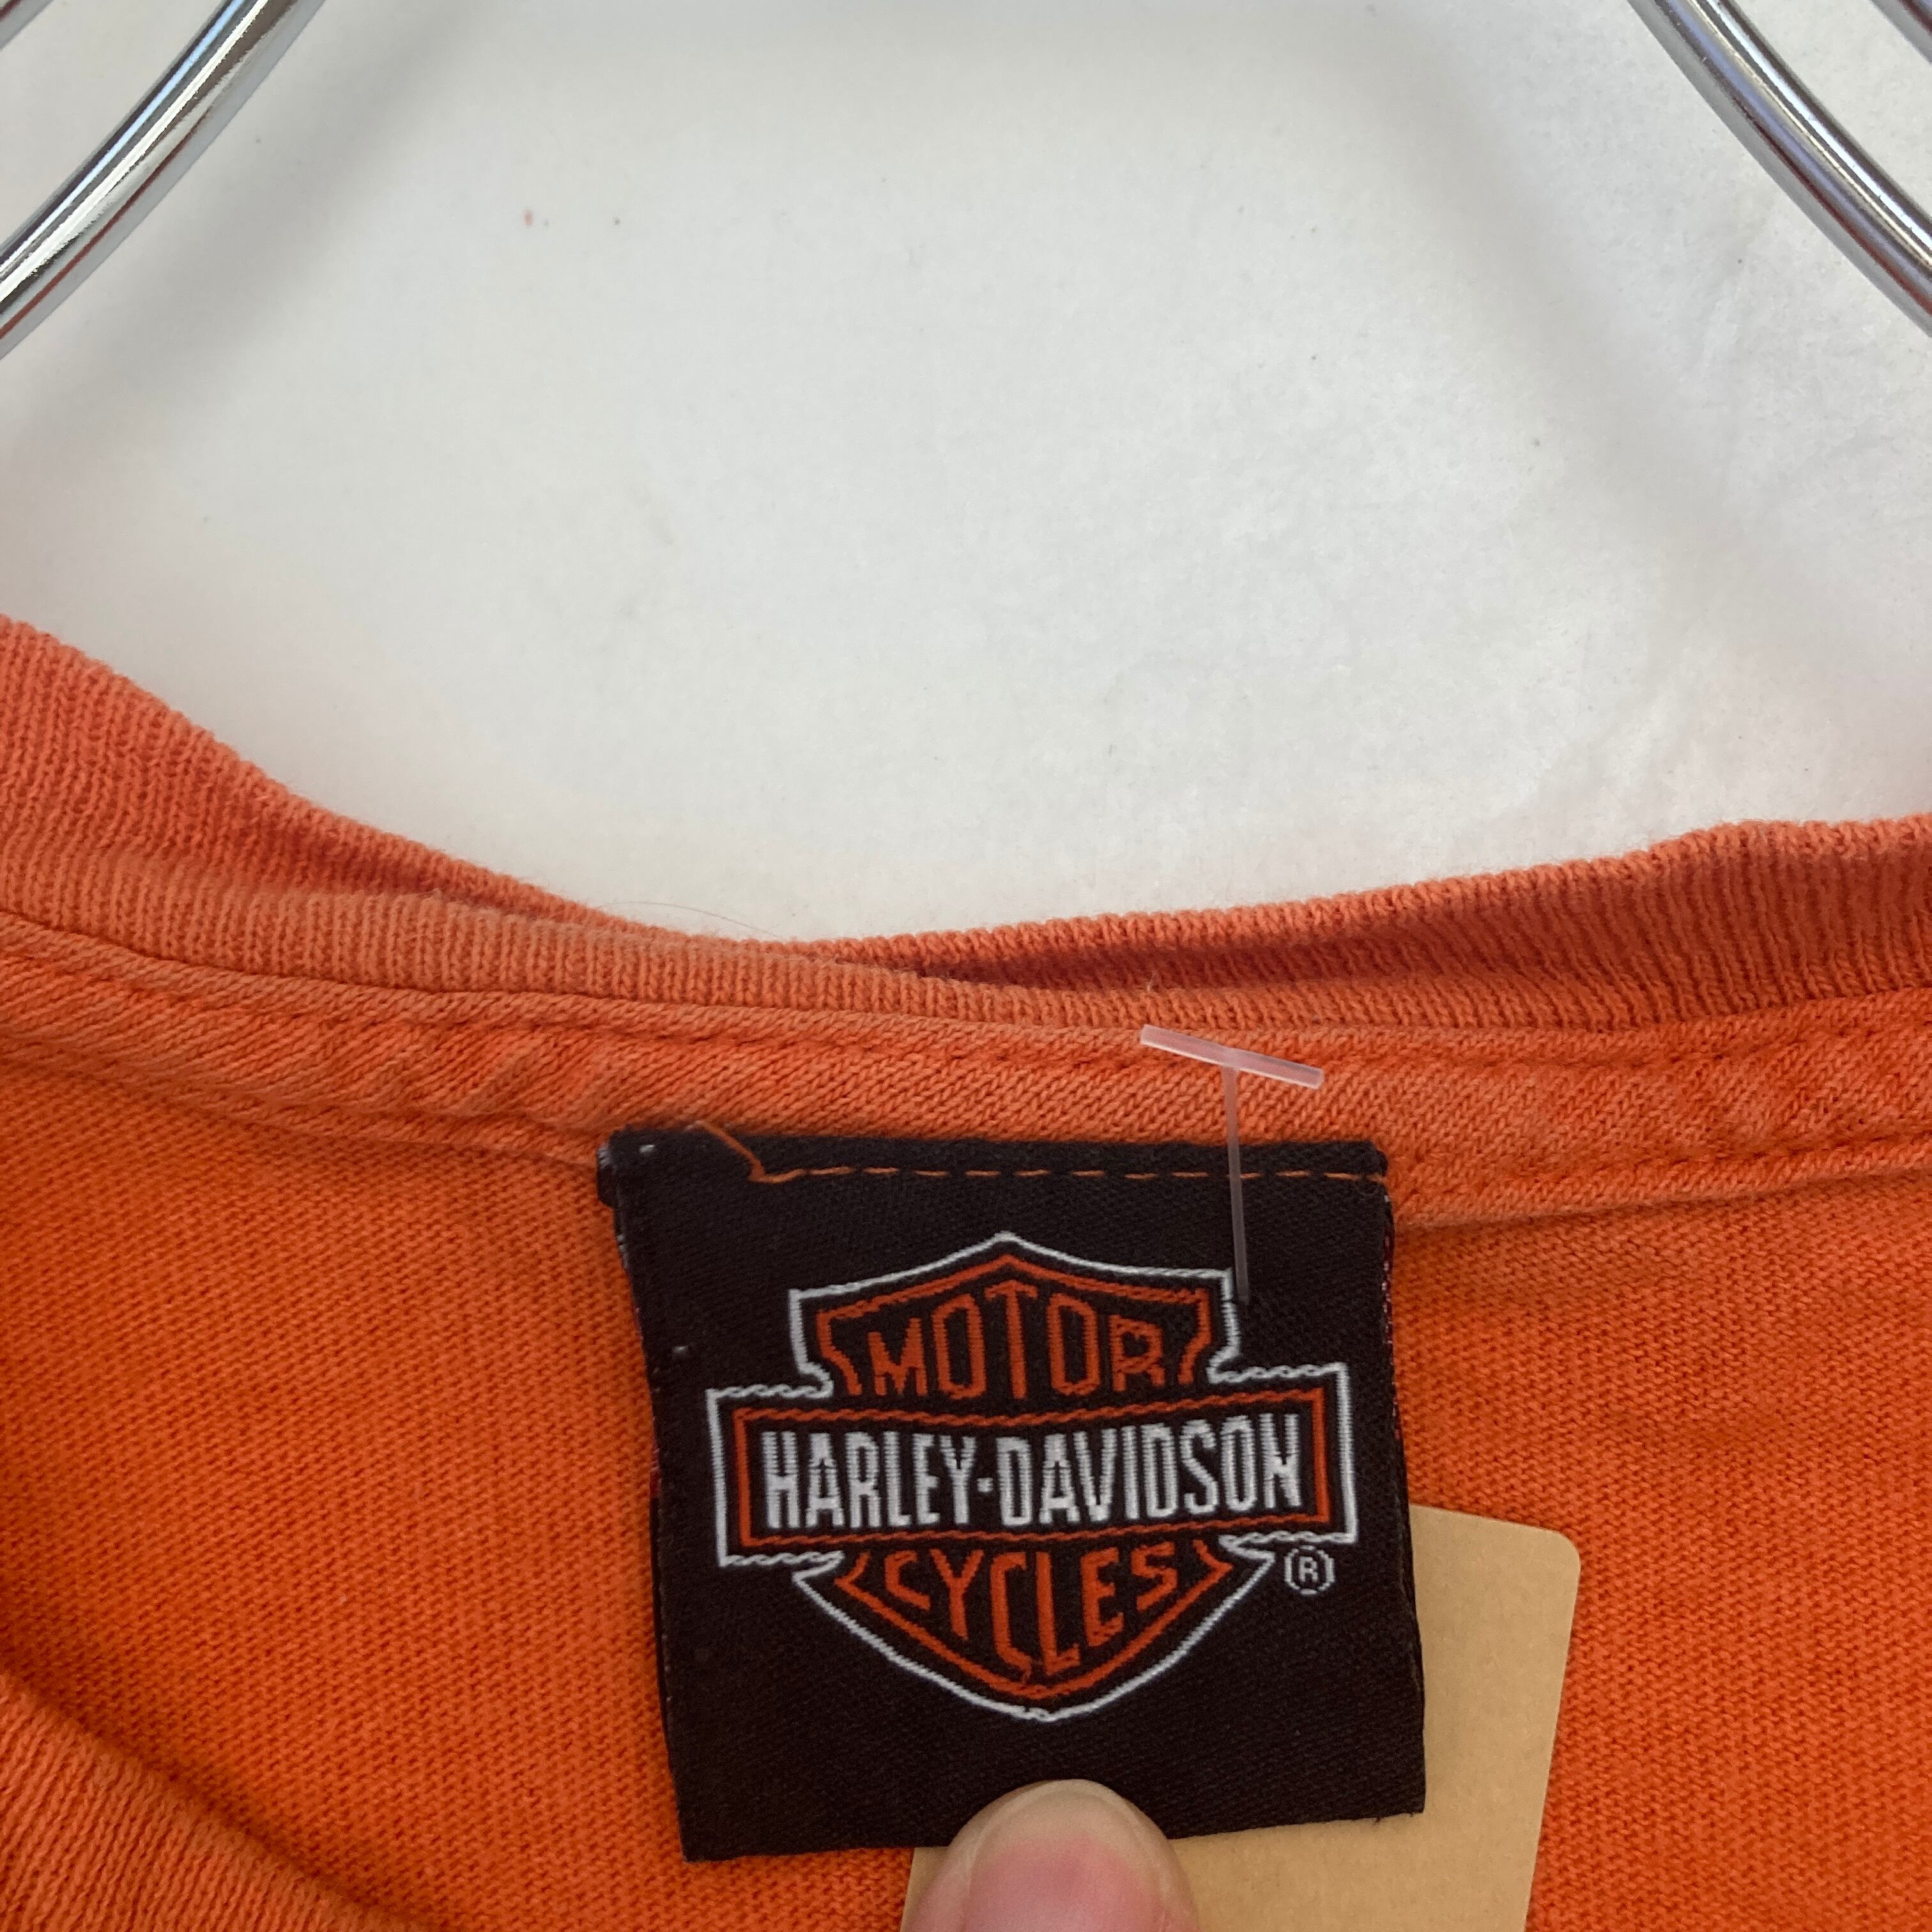 MOTOR
HARLEY-DAVIDSON
CYCLES
®